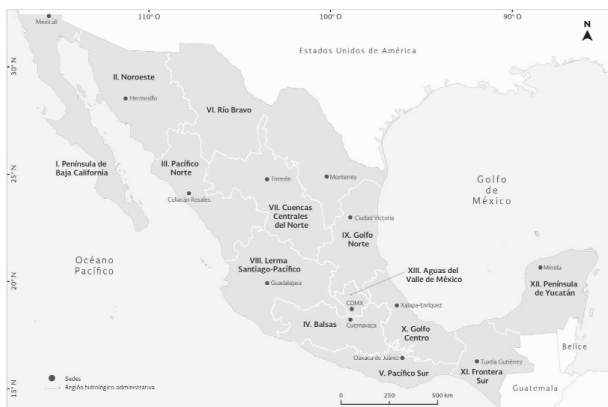 110°O
100°O
90°O
Mexicali
Estados Unidos de América
N
30°N
II. Noroeste
Hermosillo
VI. Río Bravo
I. Península de
Baja California
III. Pacífico
Norte
25°N
Torreón
Monterrey
Culiacán Rosales
Golfo
de
México
VII. Cuencas
Centrales
del Norte
Ciudad Victoria
IX. Golfo
Norte
Océano
Pacífico
VIII. Lerma
Santiago-Pacífico
XIII. Aguas del
Valle de México
Mérida
20°N
Guadalajara
XII. Península
de Yucatán
CDMX
Xalapa-Enríquez
IV. Balsas
Cuernavaca
X. Golfo
Centro
Belice
Oaxaca de Juárez
Tuxtla Gutiérrez
V. Pacífico Sur
XI. Frontera
Sur
Guatemala
15°N
Sedes
Región hidrológico-administrativa
0
250
500 km